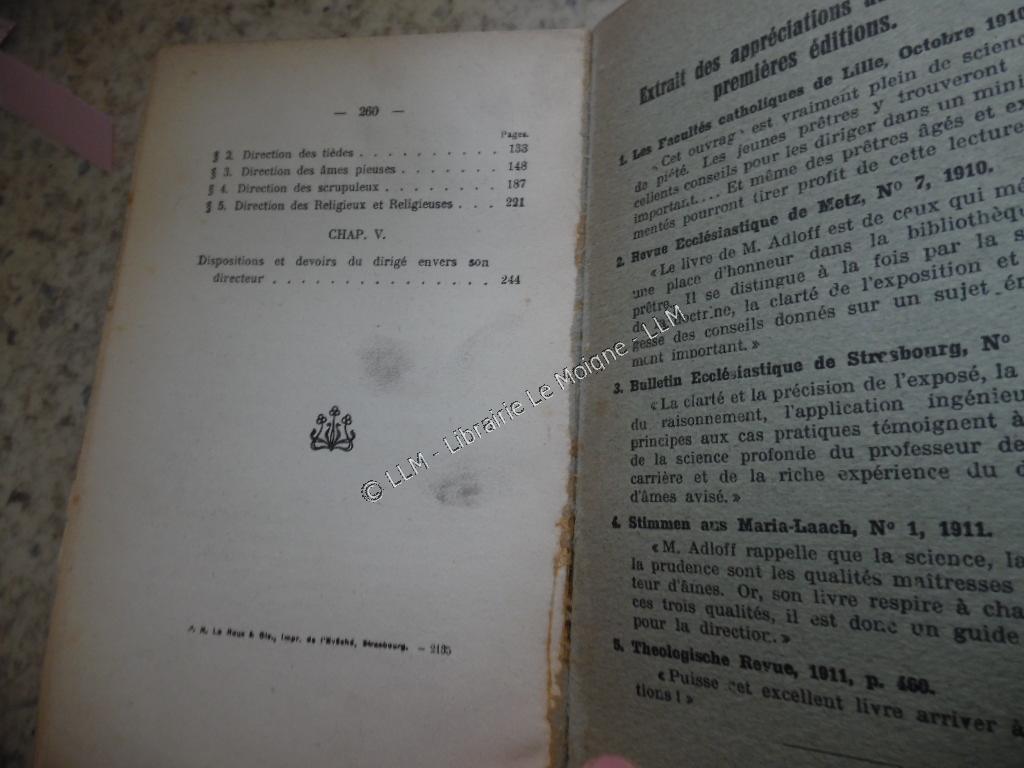 — 260 —
Pages.
§ 2. Direction des tièdes . . . . . . . . . . 133
§ 3. Direction des âmes pieuses . . . . . . . . 148
§ 4. Direction des scrupuleux . . . . . . . . . 187
§ 5. Direction des Religieux et Religieuses . . . 221
CHAP. V.
Dispositions et devoirs du dirigé envers son
directeur . . . . . . . . . . . . . . . 244
F. X. Le Roux & Cie., Impr. de l'Evêché, Strasbourg. — 2135
Extrait des appréciations
premières éditions.
1. Les Facultés catholiques de Lille, Octobre 1910
« Cet ouvrag est vraiment plein de
de piété. Les jeunes prêtres y trouveront
cellents conseils pour les diriger dans un
important.... Et même des prêtres âgés et
mentés pourront tirer profit de cette lecture
2. Revue Ecclésiastique de Metz, Nº 7, 1910.
« Le livre de M. Adloff est de ceux qui
une place d'honneur dans la
prêtre. Il se distingue à la fois par la
doctrine, la clarté de l'exposition et
gesse des conseils donnés sur un sujet
ment important. »
3. Bulletin Ecclésiastique de Strasbourg, Nº
« La clarté et la précision de l'exposé, la
du raisonnement, l'application
principes aux cas pratiques témoignent à
de la science profonde du professeur de
carrière et de la riche expérience du
d'âmes avisé. »
4. Stimmen aus Maria-Laach, Nº 1, 1911.
« M. Adloff rappelle que la science, la
la prudence sont les qualités maîtresses
teur d'âmes. Or, son livre respire à
ces trois qualités, il est donc un guide
pour la direction. »
5. Theologische Revue, 1911, p. 460.
« Puisse cet excellent livre arriver à
tions ! »
© LLM - Librairie Le Moigne - LLM